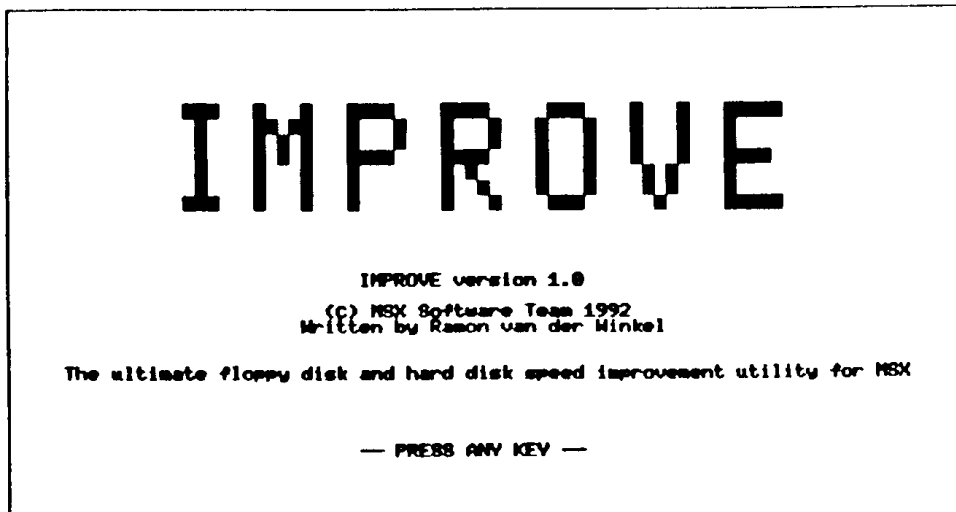 IMPROVE
IMPROVE version 1.0
(C) MSX Software Team 1992
Written by Ramon van der Winkel
The ultimate floppy disk and hard disk speed improvement utility for MSX
— PRESS ANY KEY —